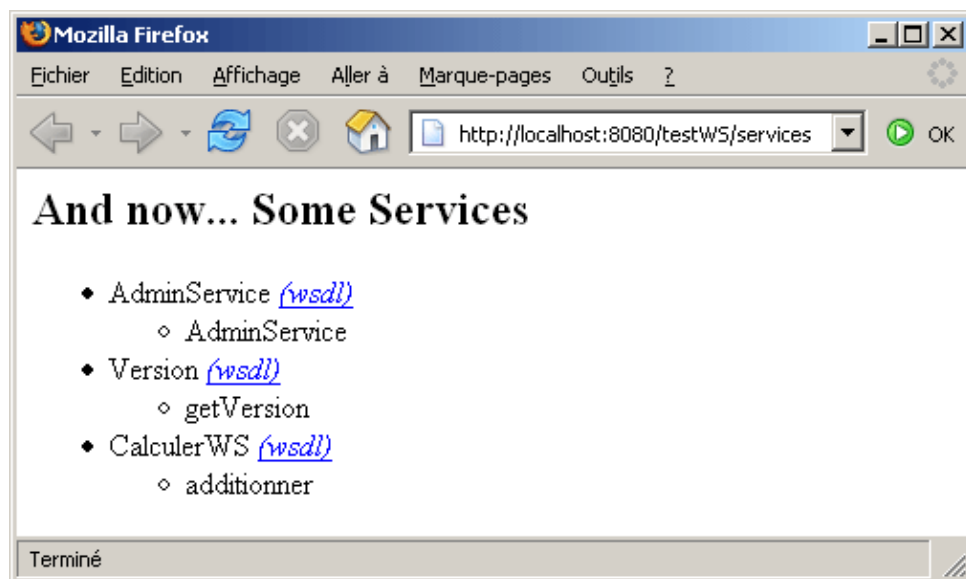 Mozilla Firefox
Fichier Edition Affichage Aller à Marque-pages Outils ?
http://localhost:8080/testWS/services OK
And now... Some Services
AdminService (wsdl)
AdminService
Version (wsdl)
getVersion
CalculerWS (wsdl)
additionner
Terminé